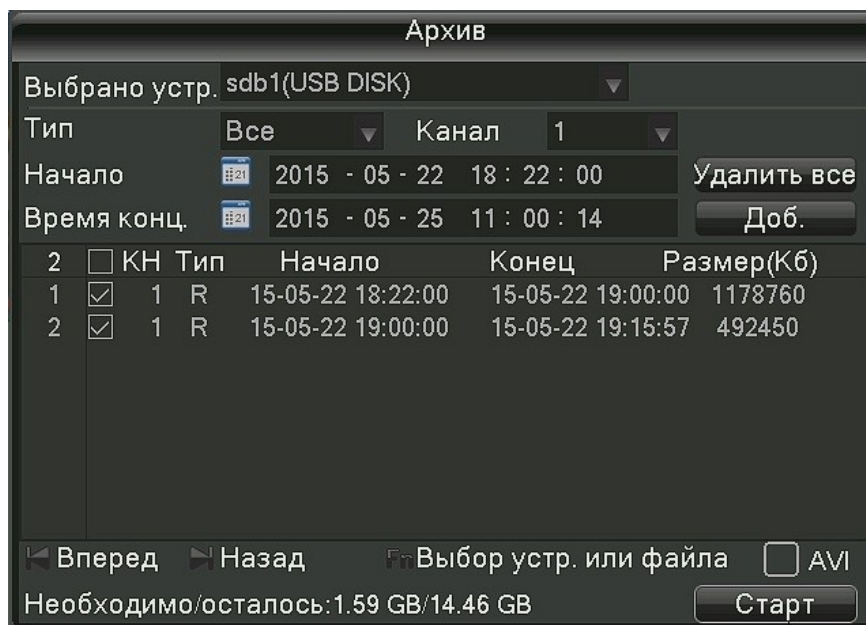 Архив
Выбрано устр. sdb1(USB DISK)
Тип Все Канал 1
Начало 21 2015 - 05 - 22 18 : 22 : 00 Удалить все
Время конц. 21 2015 - 05 - 25 11 : 00 : 14 Доб.
2 КН Тип Начало Конец Размер(Кб)
1 1 R 15-05-22 18:22:00 15-05-22 19:00:00 1178760
2 1 R 15-05-22 19:00:00 15-05-22 19:15:57 492450
Вперед Назад Fn Выбор устр. или файла AVI
Необходимо/осталось:1.59 GB/14.46 GB Старт